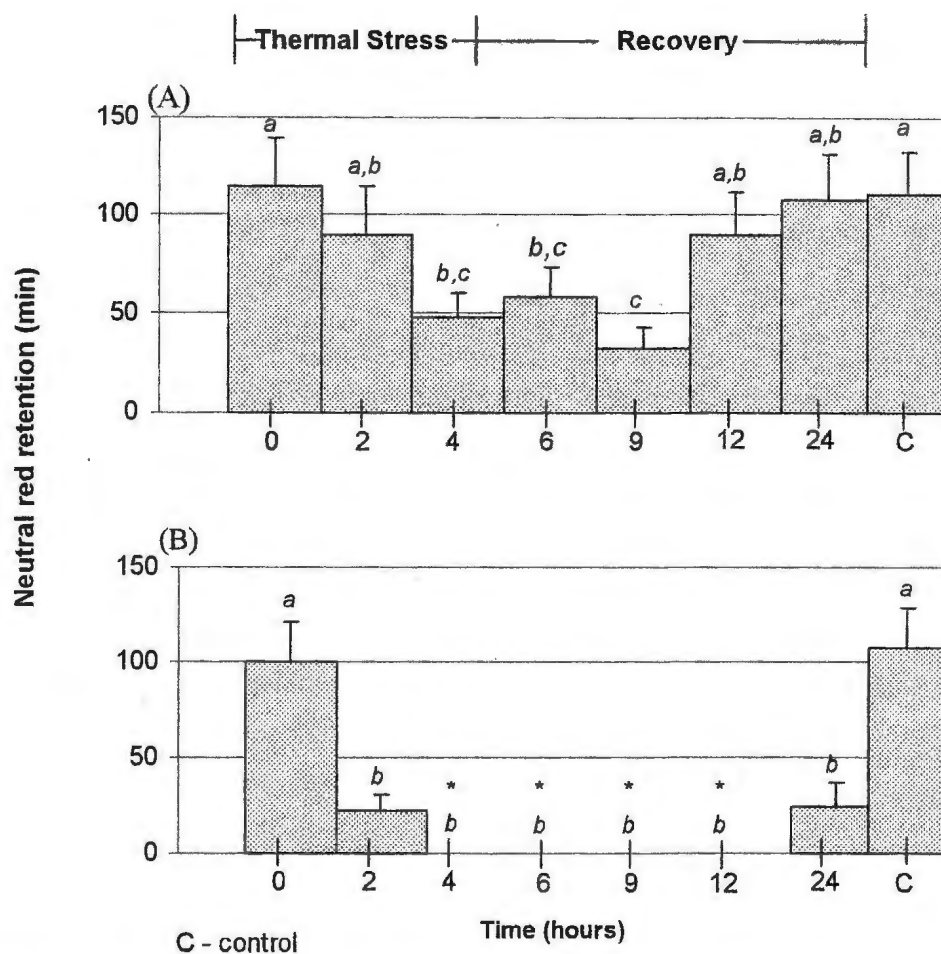 Thermal Stress Recovery
(A)
150
100
50
0
a
a,b
b,c
b,c
c
a,b
a,b
a
0 2 4 6 9 12 24 C
Neutral red retention (min)
(B)
150
100
50
0
a
b
* * * *
b b b b
b
a
0 2 4 6 9 12 24 C
Time (hours)
C - control